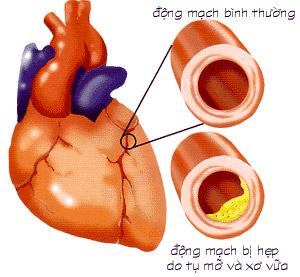 động mạch bình thường
động mạch bị hẹp
do tụ mỡ và xơ vữa